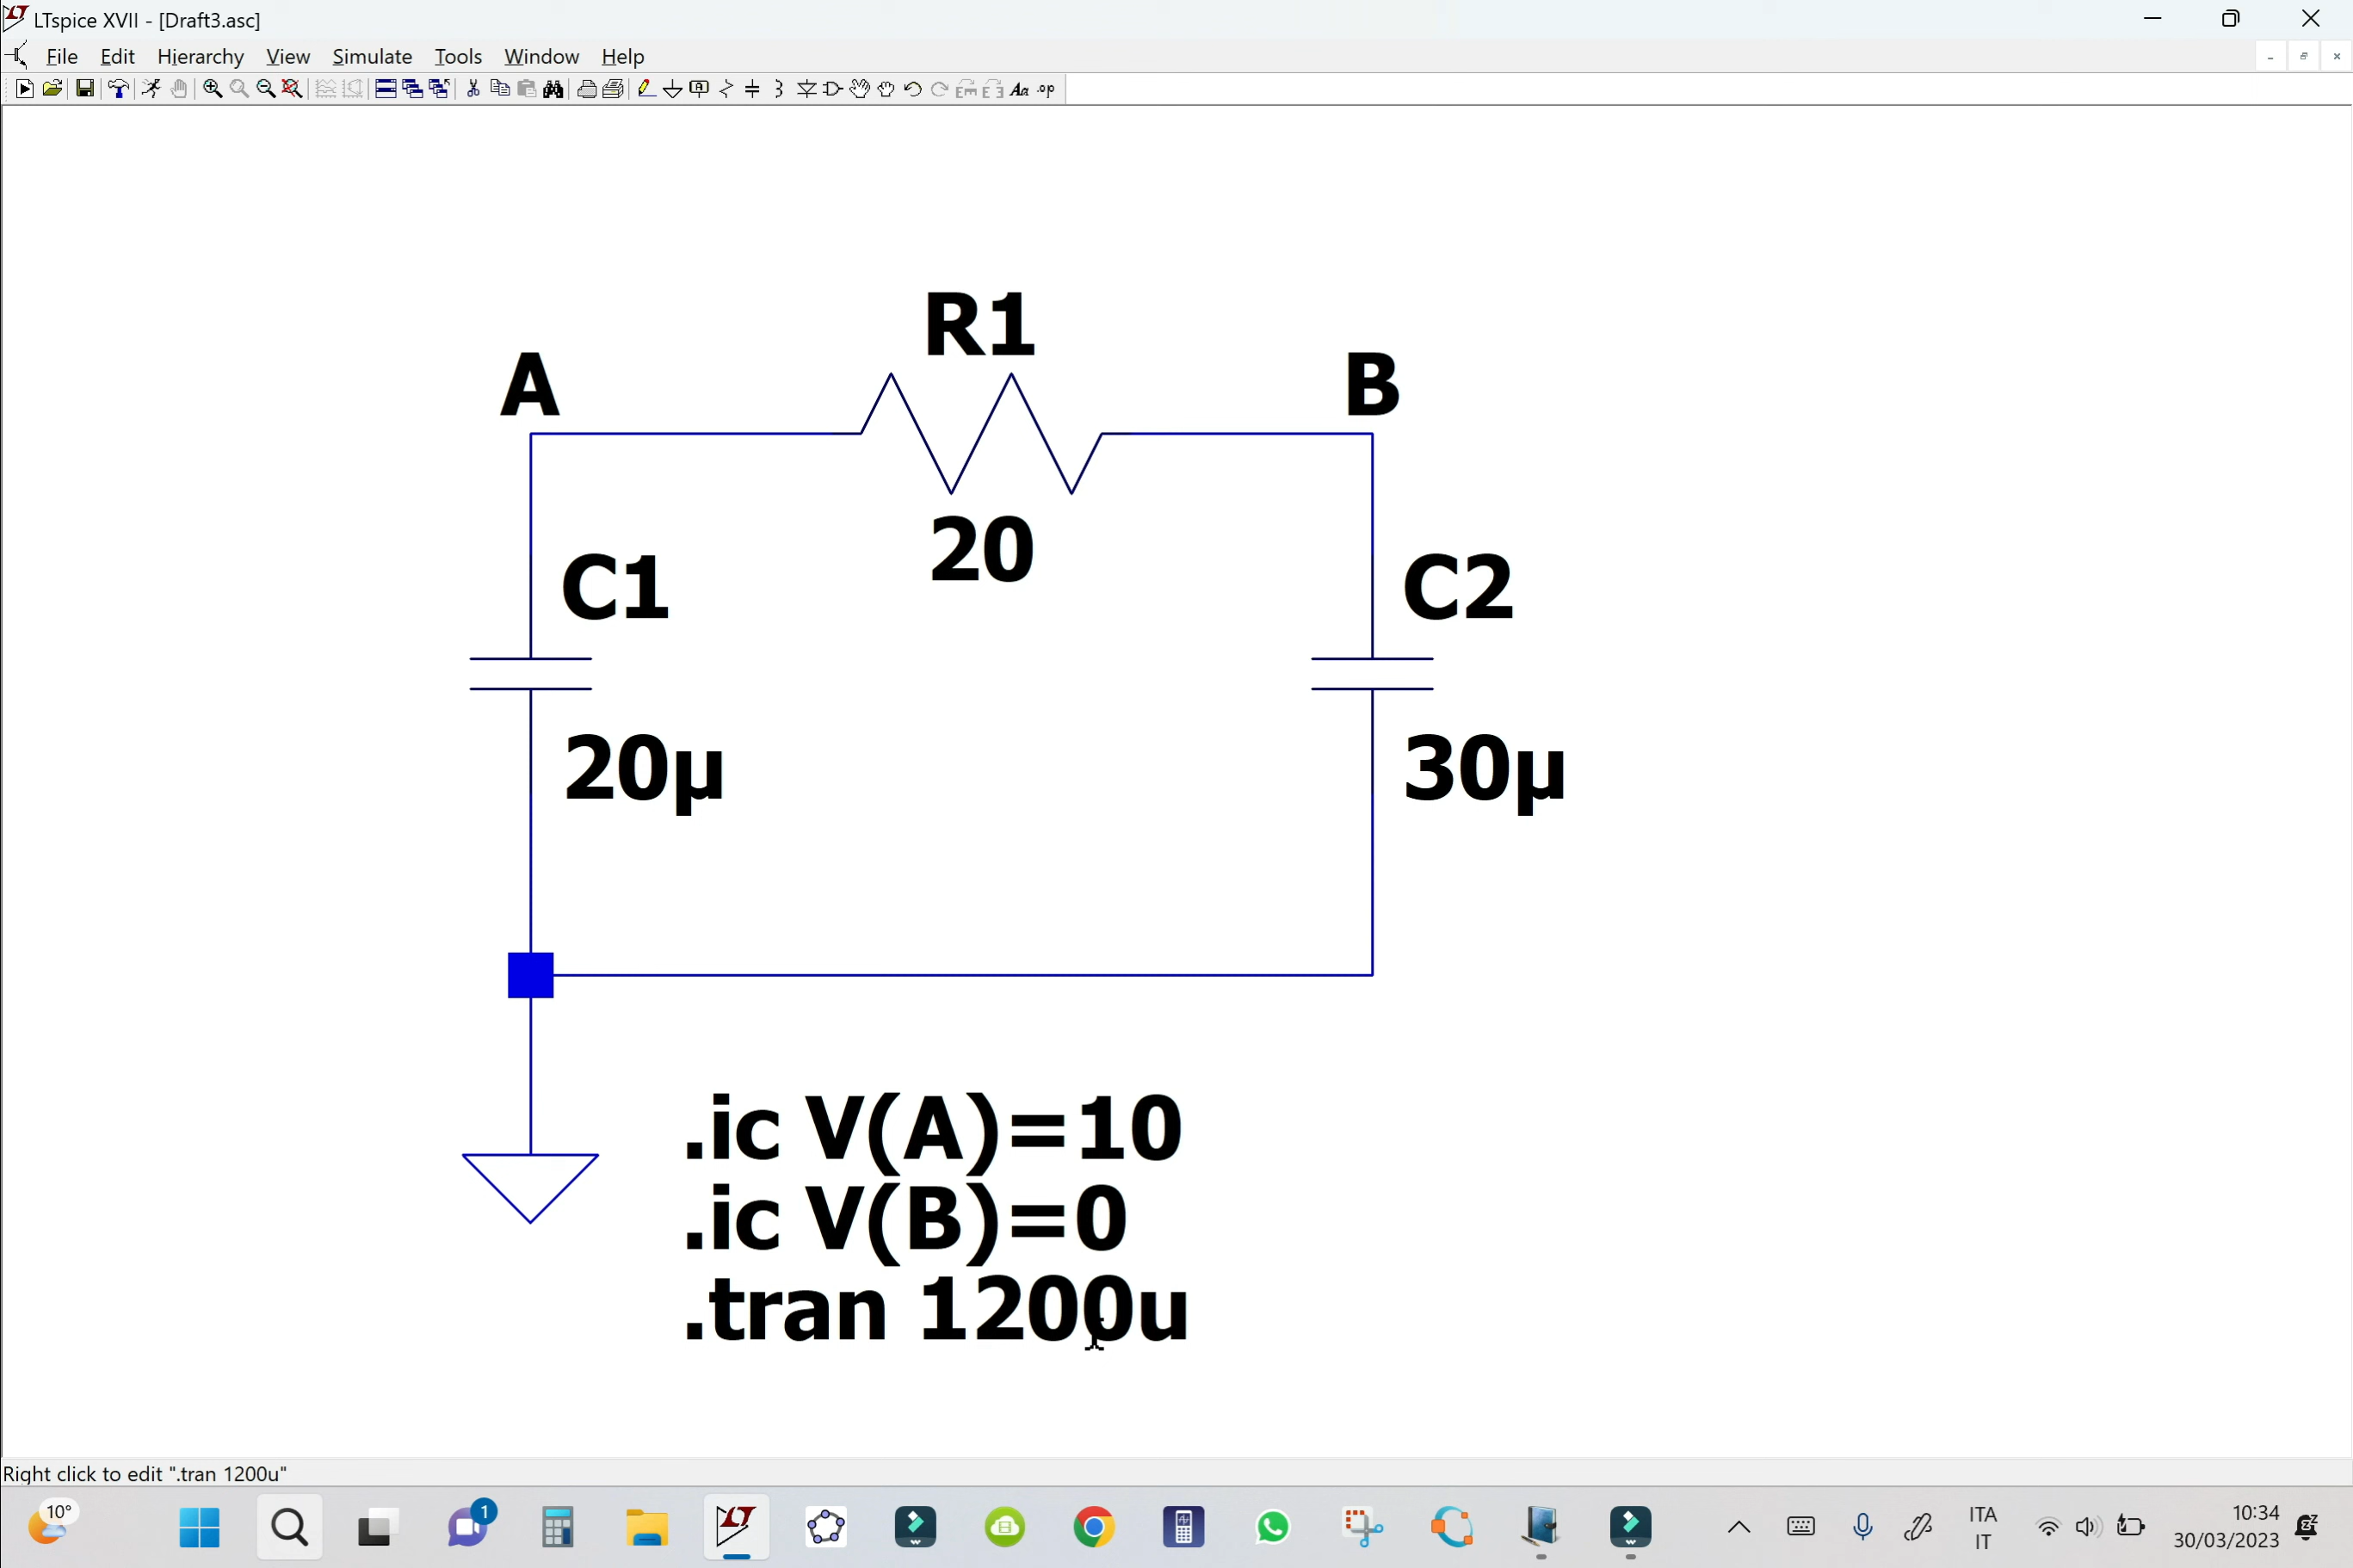 LTspice XVII - [Draft3.asc]
File Edit Hierarchy View Simulate Tools Window Help
R1
A B
20
C1 C2
20µ 30µ
.ic V(A)=10
.ic V(B)=0
.tran 1200u
Right click to edit ".tran 1200u"
10° 1 ITA 10:34
IT 30/03/2023